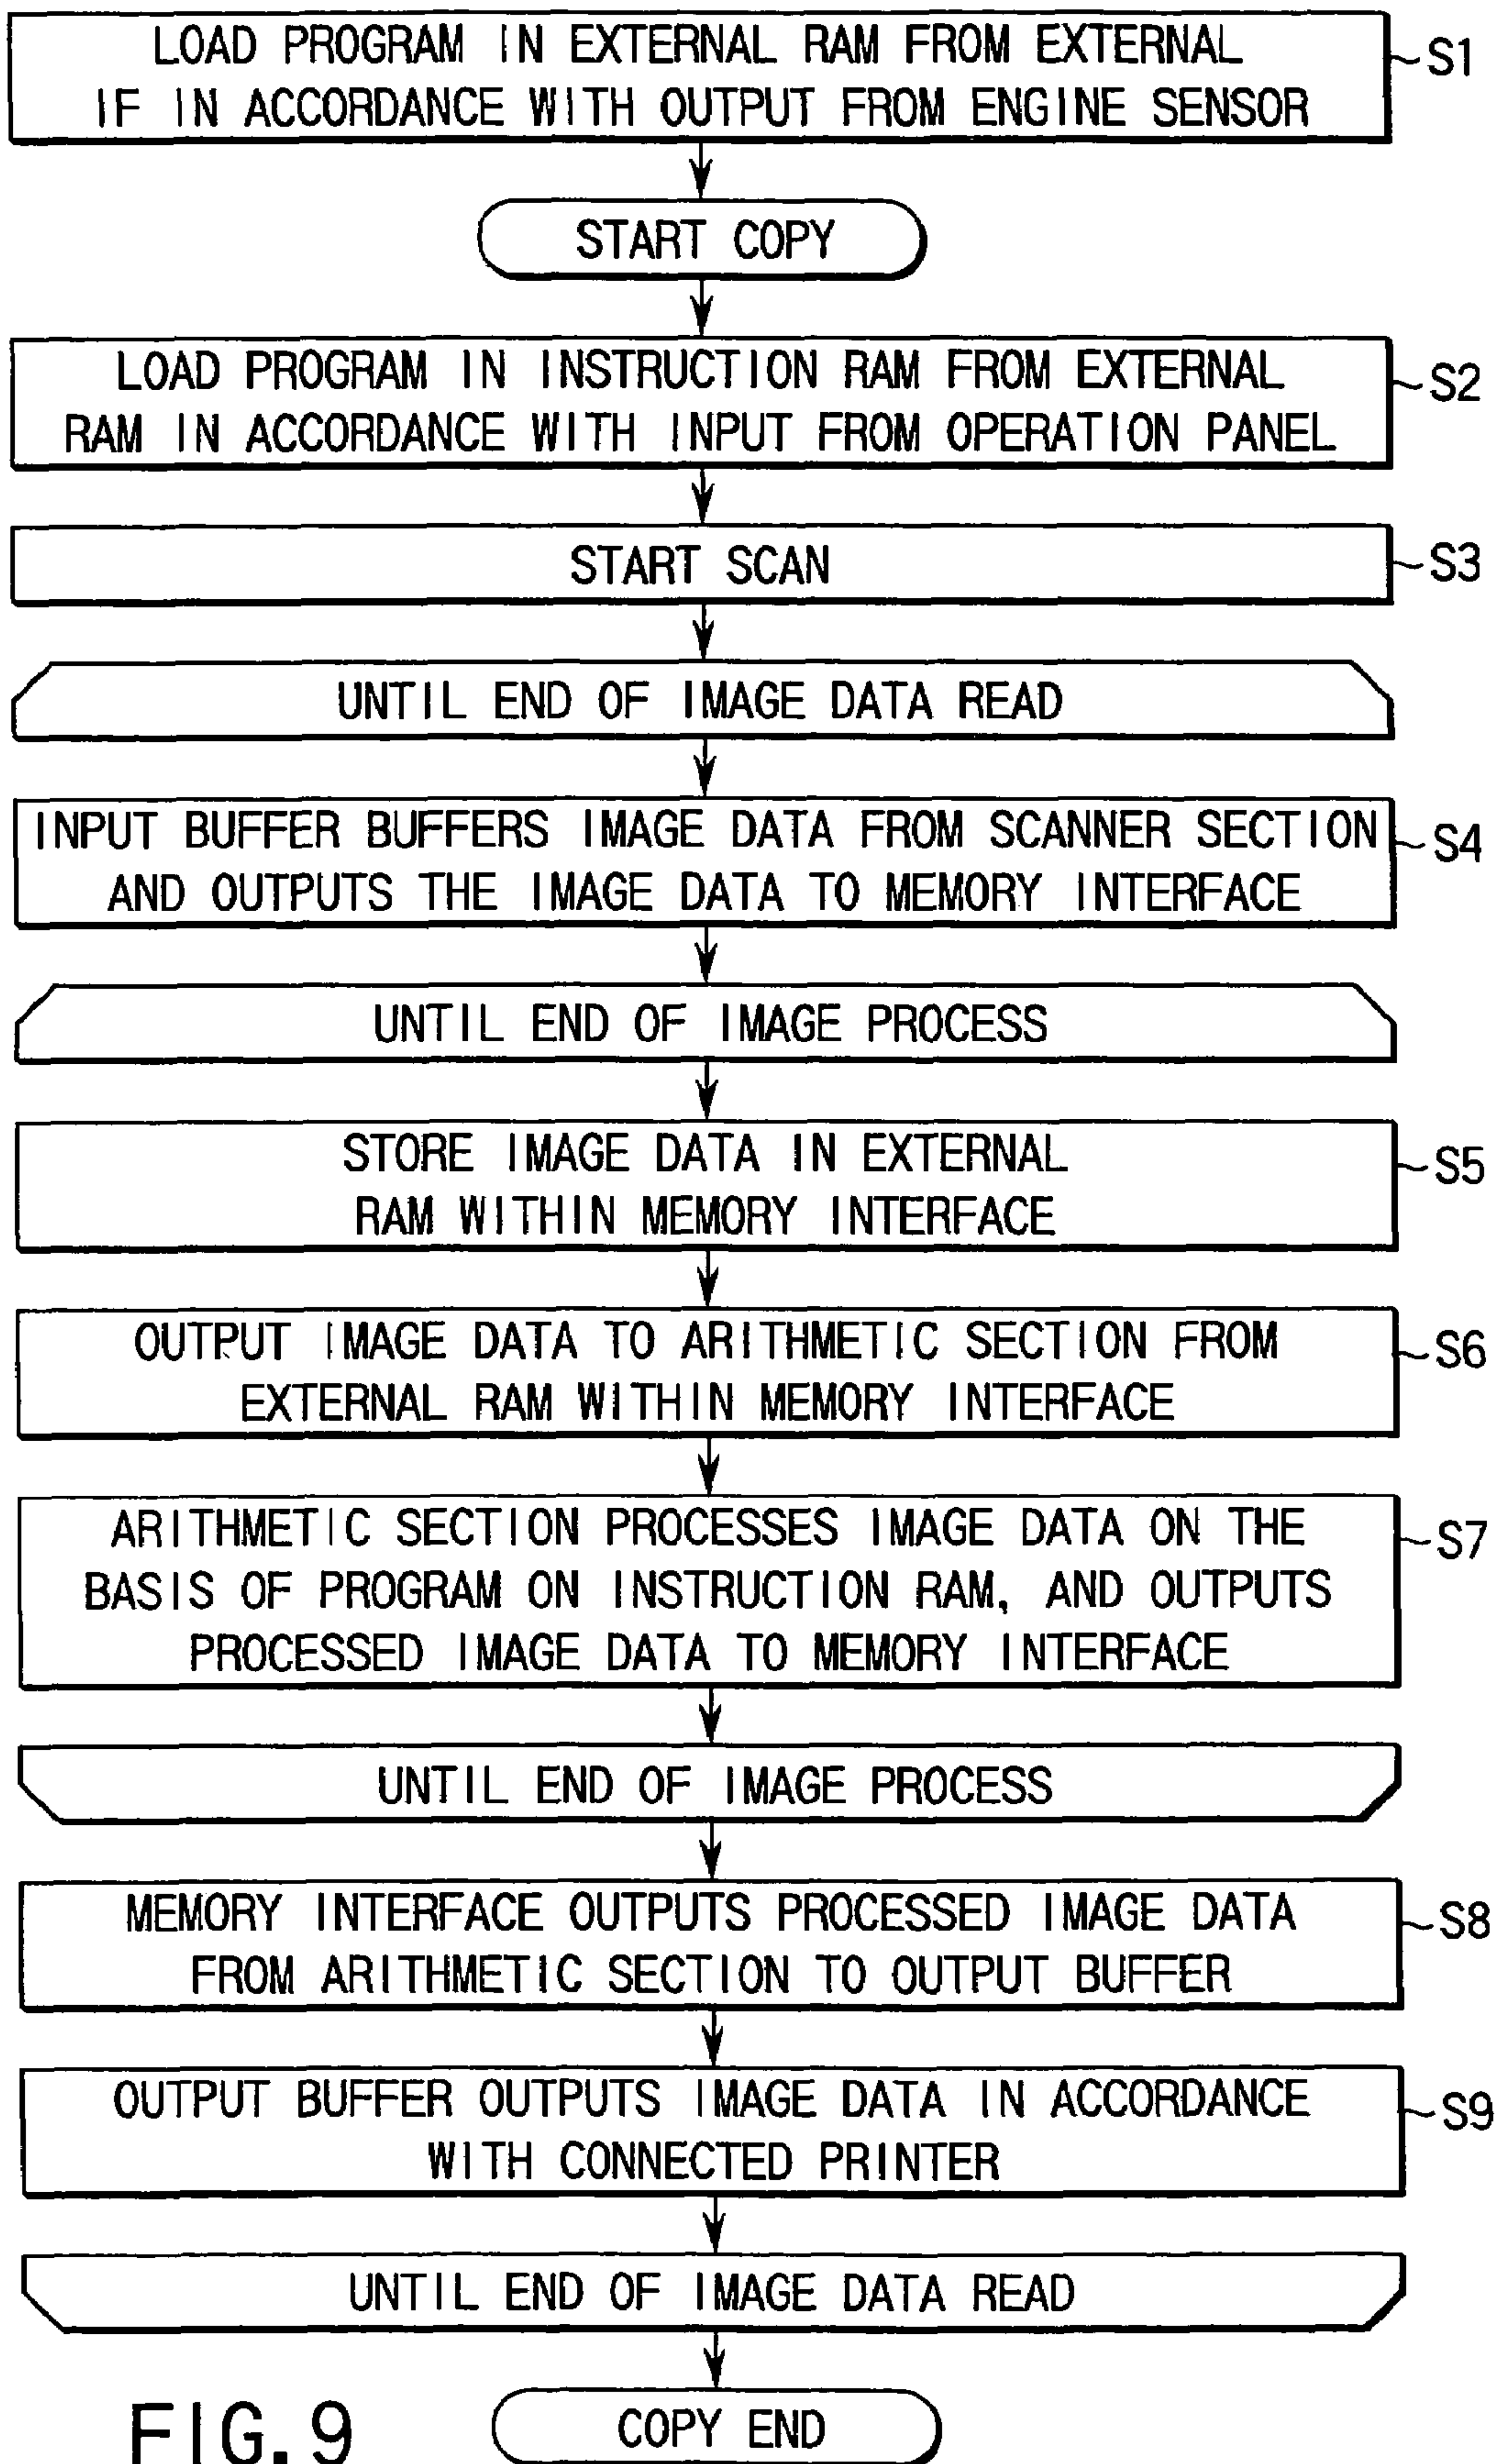 LOAD PROGRAM IN EXTERNAL RAM FROM EXTERNAL
IF IN ACCORDANCE WITH OUTPUT FROM ENGINE SENSOR
S1
START COPY
LOAD PROGRAM IN INSTRUCTION RAM FROM EXTERNAL
RAM IN ACCORDANCE WITH INPUT FROM OPERATION PANEL
S2
START SCAN
S3
UNTIL END OF IMAGE DATA READ
INPUT BUFFER BUFFERS IMAGE DATA FROM SCANNER SECTION
AND OUTPUTS THE IMAGE DATA TO MEMORY INTERFACE
S4
UNTIL END OF IMAGE PROCESS
STORE IMAGE DATA IN EXTERNAL
RAM WITHIN MEMORY INTERFACE
S5
OUTPUT IMAGE DATA TO ARITHMETIC SECTION FROM
EXTERNAL RAM WITHIN MEMORY INTERFACE
S6
ARITHMETIC SECTION PROCESSES IMAGE DATA ON THE
BASIS OF PROGRAM ON INSTRUCTION RAM, AND OUTPUTS
PROCESSED IMAGE DATA TO MEMORY INTERFACE
S7
UNTIL END OF IMAGE PROCESS
MEMORY INTERFACE OUTPUTS PROCESSED IMAGE DATA
FROM ARITHMETIC SECTION TO OUTPUT BUFFER
S8
OUTPUT BUFFER OUTPUTS IMAGE DATA IN ACCORDANCE
WITH CONNECTED PRINTER
S9
UNTIL END OF IMAGE DATA READ
COPY END
FIG. 9